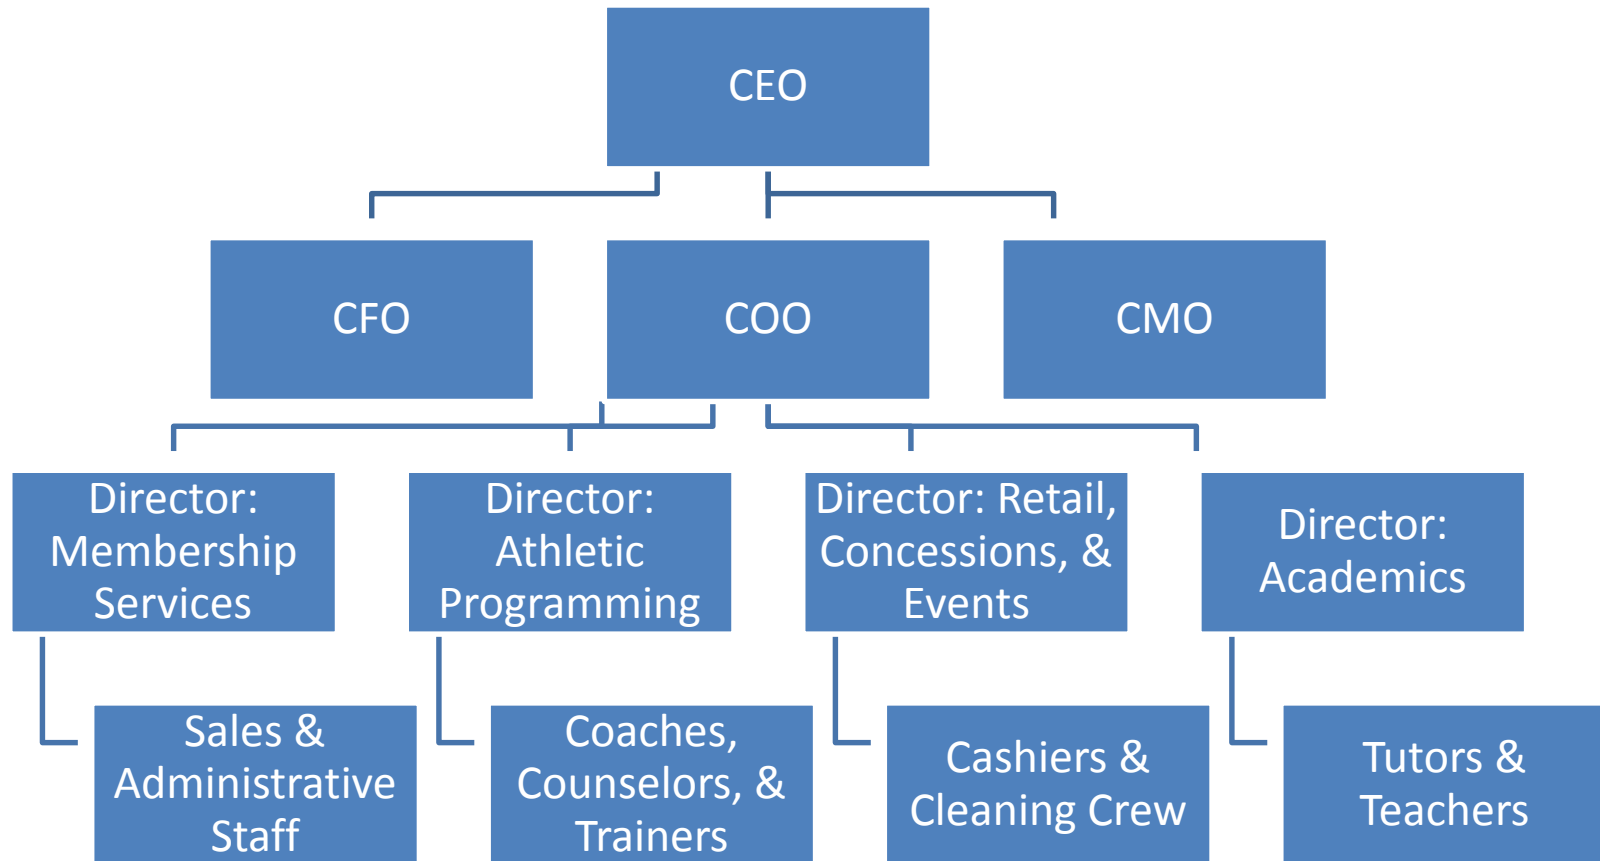 CEO
CFO
COO
CMO
Director:
Membership
Services
Director:
Athletic
Programming
Director: Retail,
Concessions, &
Events
Director:
Academics
Sales &
Administrative
Staff
Coaches,
Counselors, &
Trainers
Cashiers &
Cleaning Crew
Tutors &
Teachers